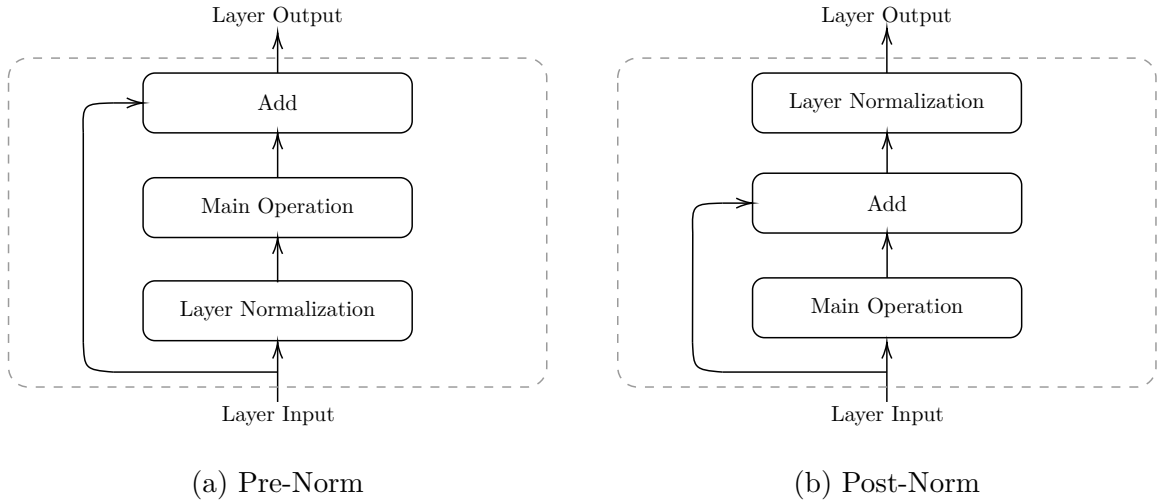 Layer Output
Add
Main Operation
Layer Normalization
Layer Input
(a) Pre-Norm
Layer Output
Layer Normalization
Add
Main Operation
Layer Input
(b) Post-Norm